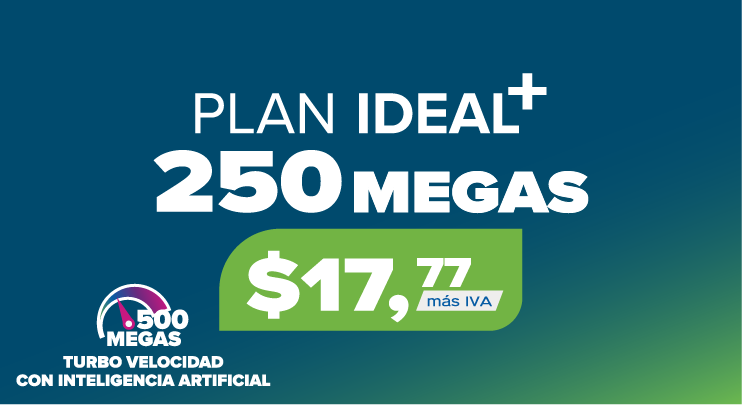 PLAN IDEAL+
250 MEGAS
$17,77
más IVA
500
MEGAS
TURBO VELOCIDAD
CON INTELIGENCIA ARTIFICIAL